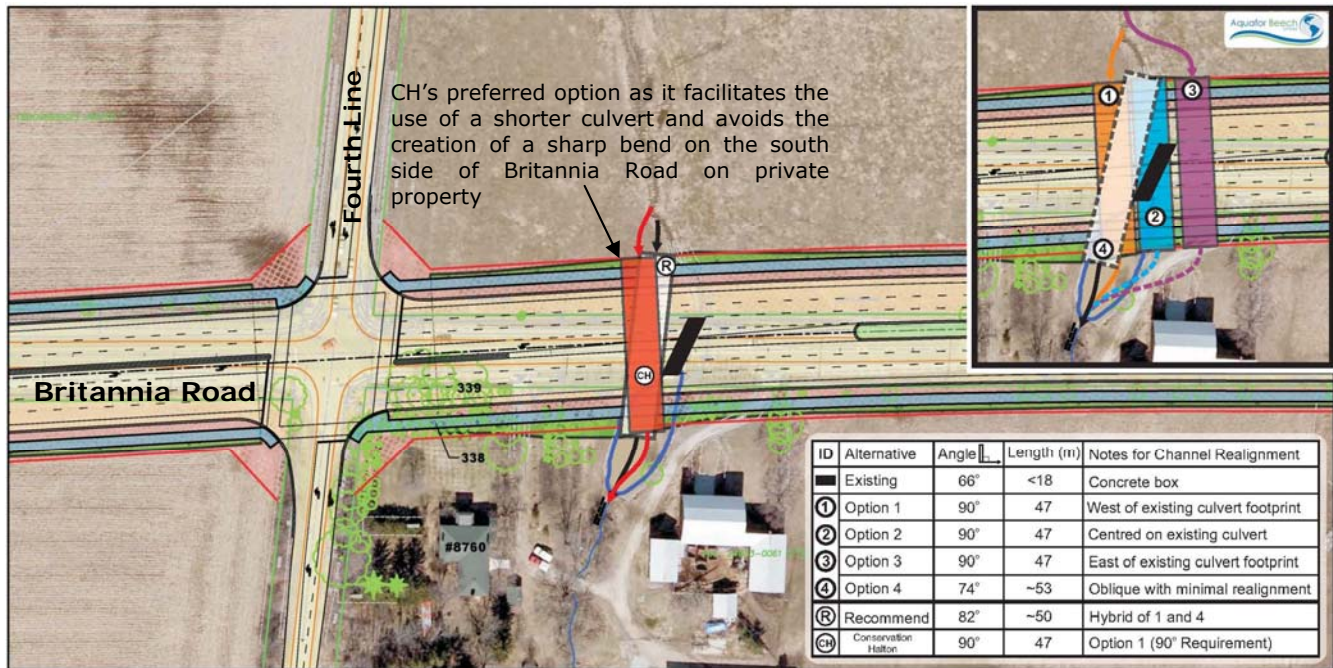 CH's preferred option as it facilitates the
use of a shorter culvert and avoids the
creation of a sharp bend on the south
side of Britannia Road on private
property
Fourth Line
R
CH
Britannia Road
339
338
#8760
Aquafor Beech
1
3
2
4
ID Alternative Angle Length (m) Notes for Channel Realignment
Existing 66° <18 Concrete box
1 Option 1 90° 47 West of existing culvert footprint
2 Option 2 90° 47 Centred on existing culvert
3 Option 3 90° 47 East of existing culvert footprint
4 Option 4 74° ~53 Oblique with minimal realignment
R Recommend 82° ~50 Hybrid of 1 and 4
CH Conservation Halton 90° 47 Option 1 (90° Requirement)